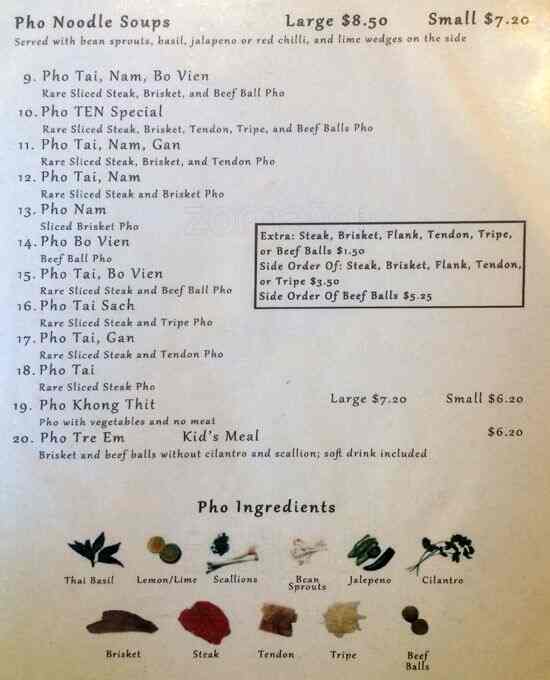 Pho Noodle Soups Large $8.50 Small $7.20
Served with bean sprouts, basil, jalapeno or red chilli, and lime wedges on the side
9. Pho Tai, Nam, Bo Vien
Rare Sliced Steak, Brisket, and Beef Ball Pho
10. Pho TEN Special
Rare Sliced Steak, Brisket, Tendon, Tripe, and Beef Balls Pho
11. Pho Tai, Nam, Gan
Rare Sliced Steak, Brisket, and Tendon Pho
12. Pho Tai, Nam
Rare Sliced Steak and Brisket Pho
13. Pho Nam
Sliced Brisket Pho
14. Pho Bo Vien
Beef Ball Pho
15. Pho Tai, Bo Vien
Rare Sliced Steak and Beef Ball Pho
16. Pho Tai Sach
Rare Sliced Steak and Tripe Pho
17. Pho Tai, Gan
Rare Sliced Steak and Tendon Pho
18. Pho Tai
Rare Sliced Steak Pho
Extra: Steak, Brisket, Flank, Tendon, Tripe,
or Beef Balls $1.50
Side Order Of: Steak, Brisket, Flank, Tendon,
or Tripe $3.50
Side Order Of Beef Balls $5.25
19. Pho Khong Thit Large $7.20 Small $6.20
Pho with vegetables and no meat
20. Pho Tre Em Kid's Meal $6.20
Brisket and beef balls without cilantro and scallion; soft drink included
Pho Ingredients
Thai Basil Lemon/Lime Scallions Bean Sprouts Jalepeno Cilantro
Brisket Steak Tendon Tripe Beef Balls